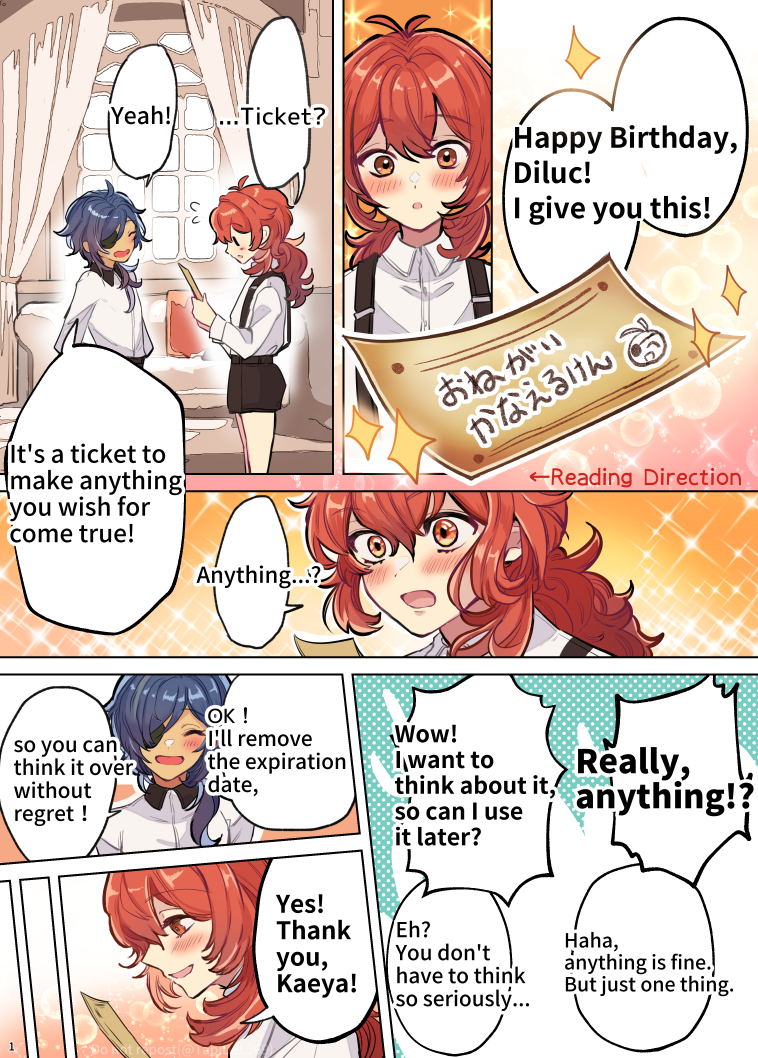 Happy Birthday,
Diluc!
I give you this!
おねがい
かなえるけん
←Reading Direction
...Ticket?
Yeah!
It's a ticket to
make anything
you wish for
come true!
Anything...?
Really,
anything!?
Haha,
anything is fine.
But just one thing.
Wow!
I want to
think about it,
so can I use
it later?
Eh?
You don't
have to think
so seriously...
OK！
I'll remove
the expiration
date,
so you can
think it over
without
regret！
Yes!
Thank
you,
Kaeya!
1
Do not repost